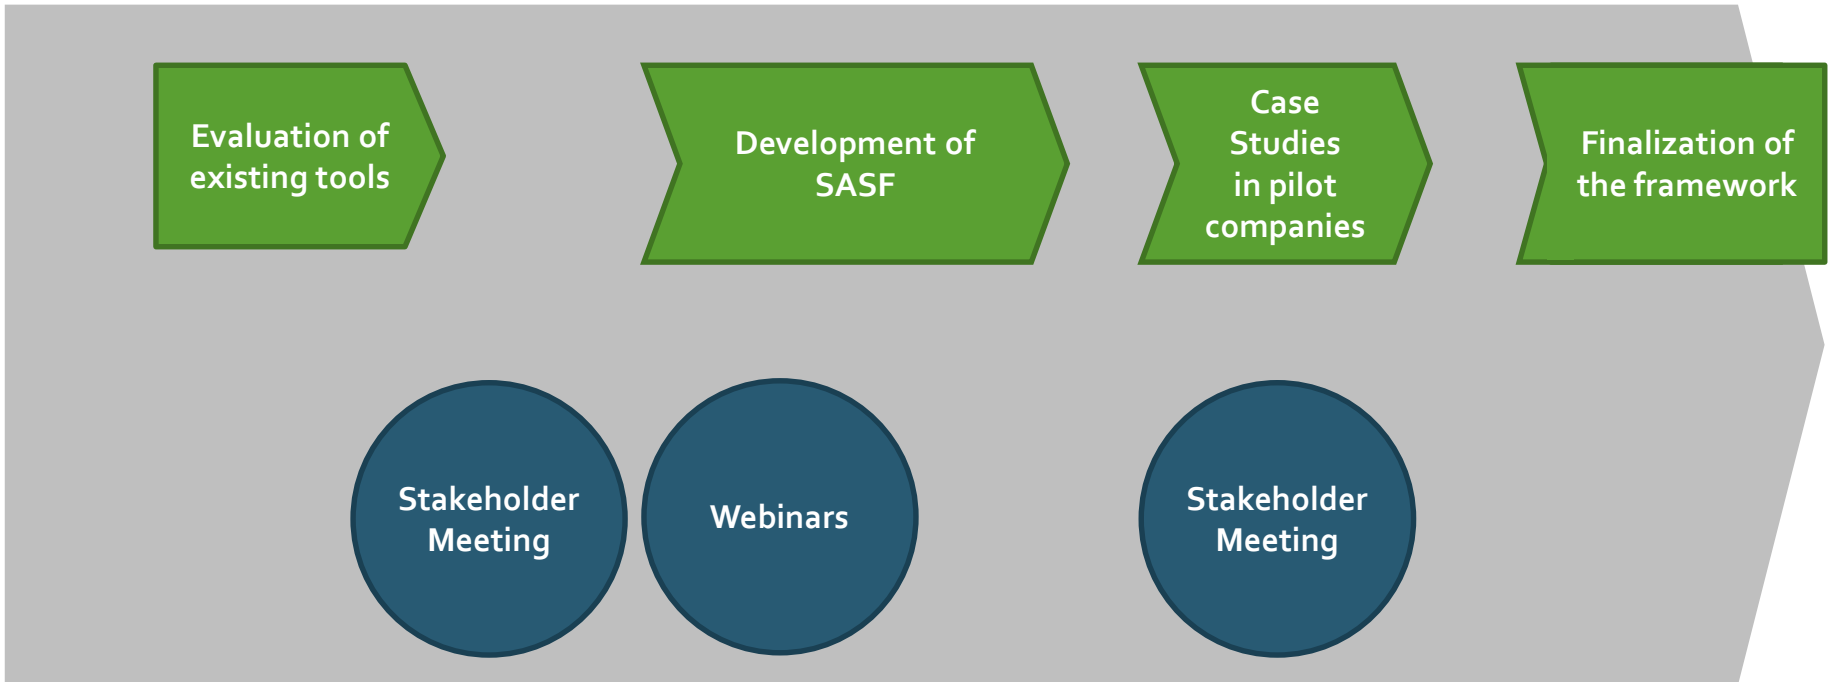 Evaluation of
existing tools
Development of
SASF
Case
Studies
in pilot
companies
Finalization of
the framework
Stakeholder
Meeting
Webinars
Stakeholder
Meeting